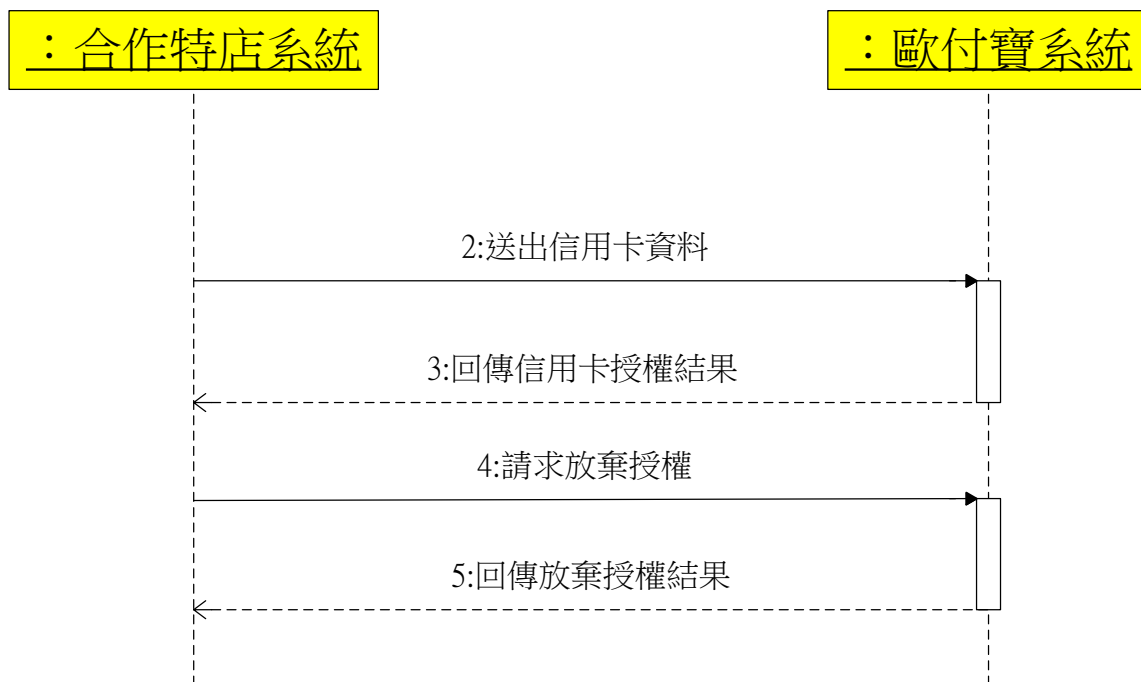 ：合作特店系統
：歐付寶系統
2:送出信用卡資料
3:回傳信用卡授權結果
4:請求放棄授權
5:回傳放棄授權結果